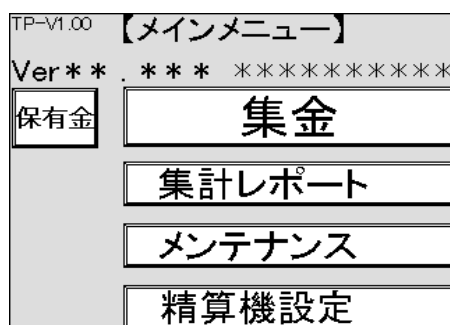 TP-V1.00 【メインメニュー】
Ver**.*** **********
保有金 集金
集計レポート
メンテナンス
精算機設定